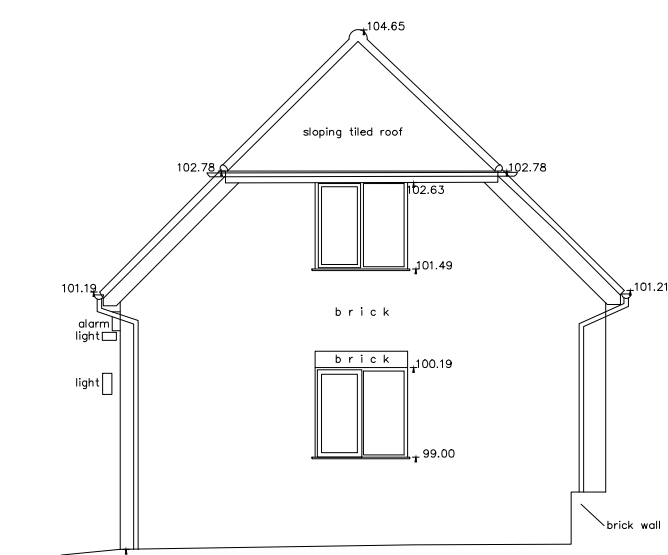 104.65
sloping tiled roof
102.78
102.78
102.63
101.49
101.19
101.21
brick
alarm
light
brick
100.19
light
99.00
brick wall